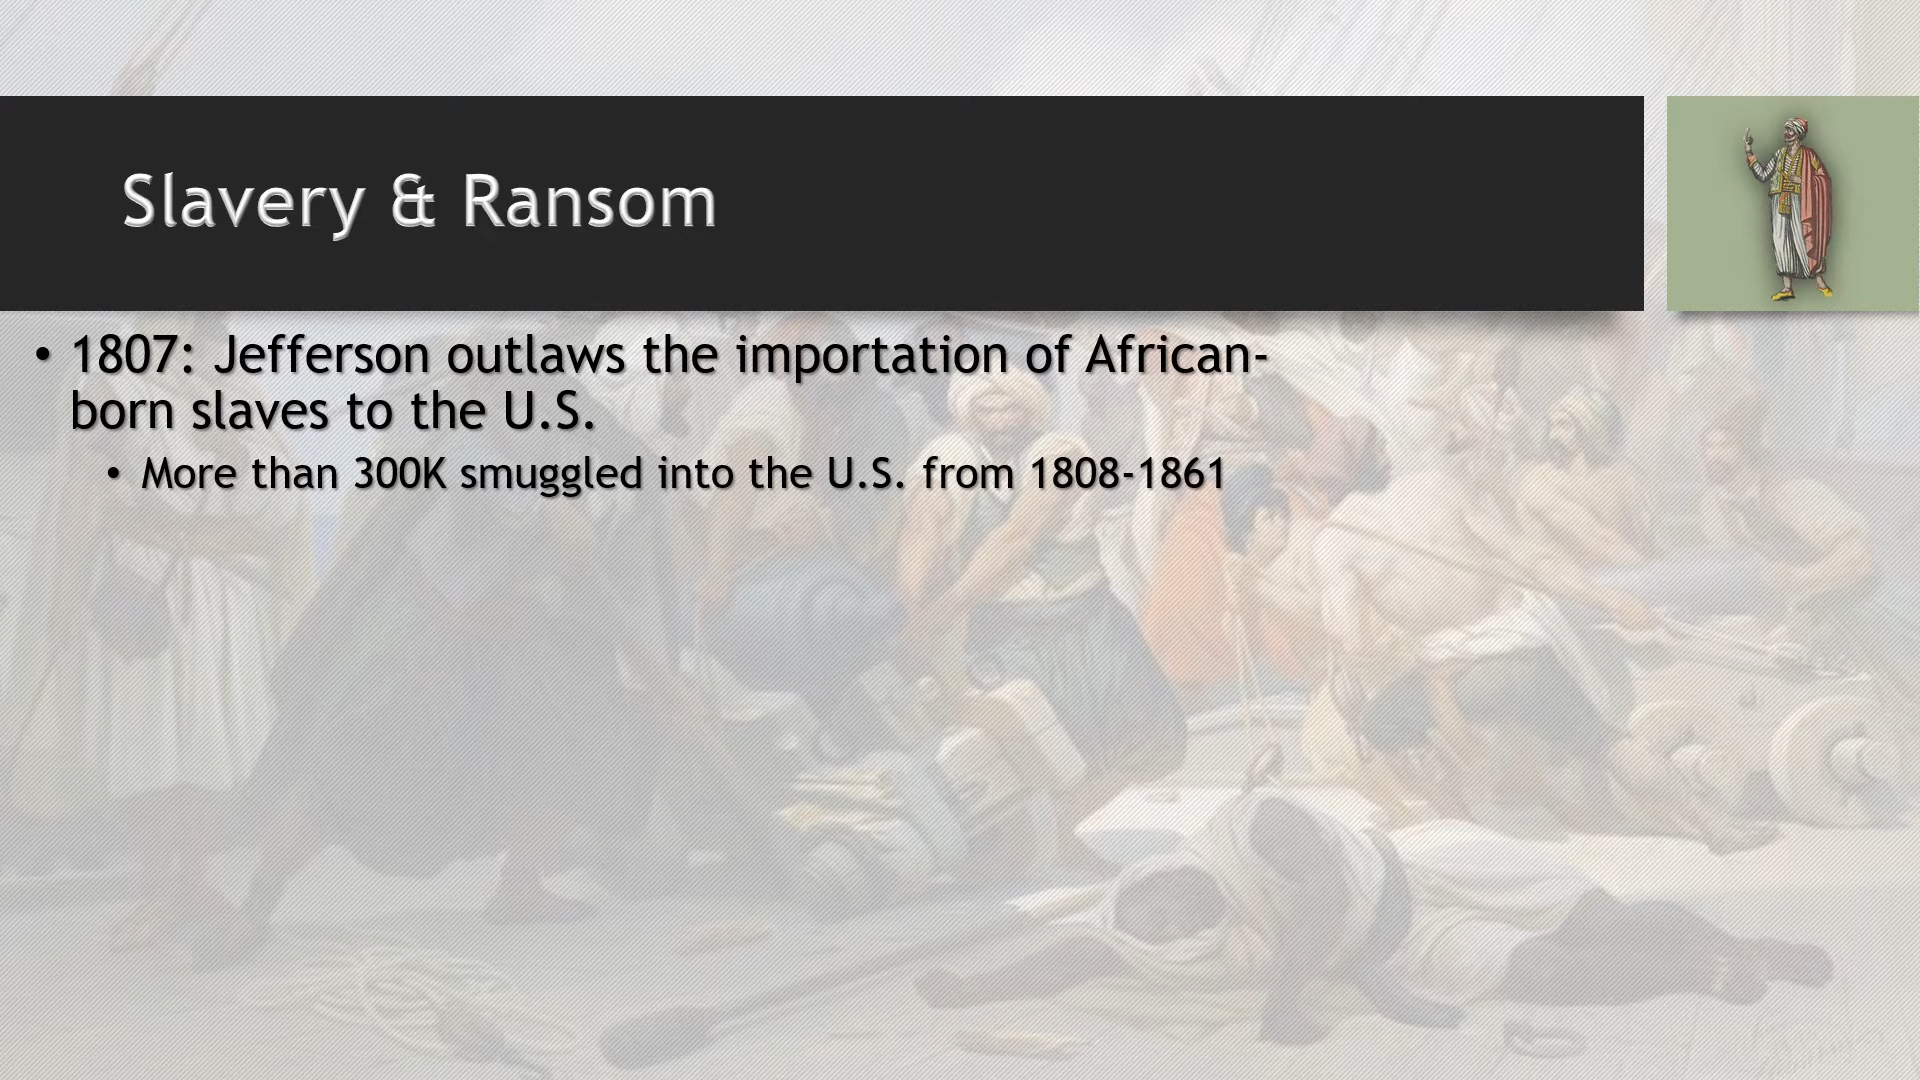 Slavery & Ransom
• 1807: Jefferson outlaws the importation of African-
born slaves to the U.S.
• More than 300K smuggled into the U.S. from 1808-1861